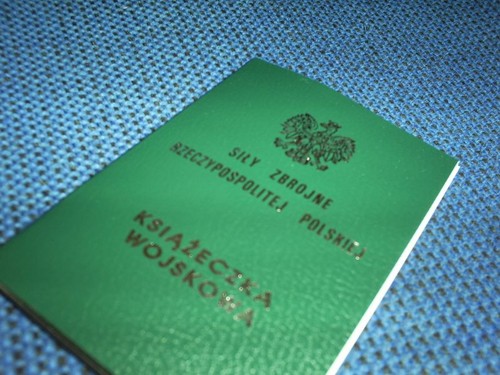 SIŁY ZBROJNE
RZECZYPOSPOLITEJ POLSKIEJ
KSIĄŻECZKA
WOJSKOWA